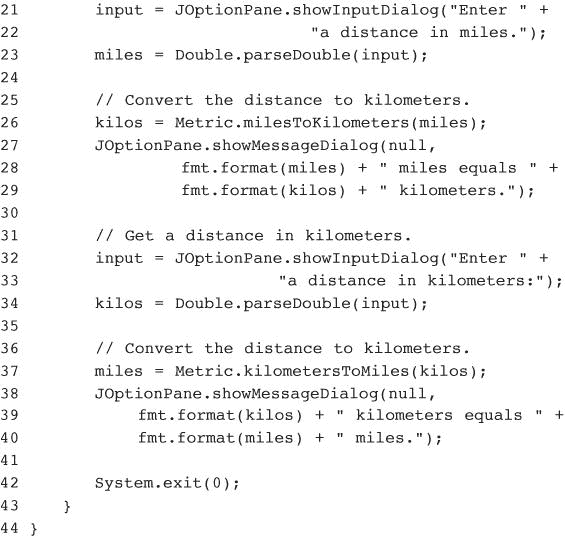 21 input = JOptionPane.showInputDialog("Enter " +
22 "a distance in miles.");
23 miles = Double.parseDouble(input);
24
25 // Convert the distance to kilometers.
26 kilos = Metric.milesToKilometers(miles);
27 JOptionPane.showMessageDialog(null,
28 fmt.format(miles) + " miles equals " +
29 fmt.format(kilos) + " kilometers.");
30
31 // Get a distance in kilometers.
32 input = JOptionPane.showInputDialog("Enter " +
33 "a distance in kilometers:");
34 kilos = Double.parseDouble(input);
35
36 // Convert the distance to kilometers.
37 miles = Metric.kilometersToMiles(kilos);
38 JOptionPane.showMessageDialog(null,
39 fmt.format(kilos) + " kilometers equals " +
40 fmt.format(miles) + " miles.");
41
42 System.exit(0);
43 }
44 }